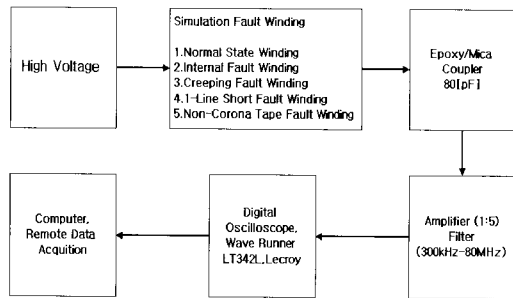 High Voltage
Simulation Fault Winding
1.Normal State Winding
2.Internal Fault Winding
3.Creeping Fault Winding
4.1-Line Short Fault Winding
5.Non-Corona Tape Fault Winding
Epoxy/Mica
Coupler
80[pF]
Amplifier (1:5)
Filter
(300kHz-80MHz)
Digital
Oscilloscope,
Wave Runner
LT342L,Lecroy
Computer,
Remote Data
Acquition